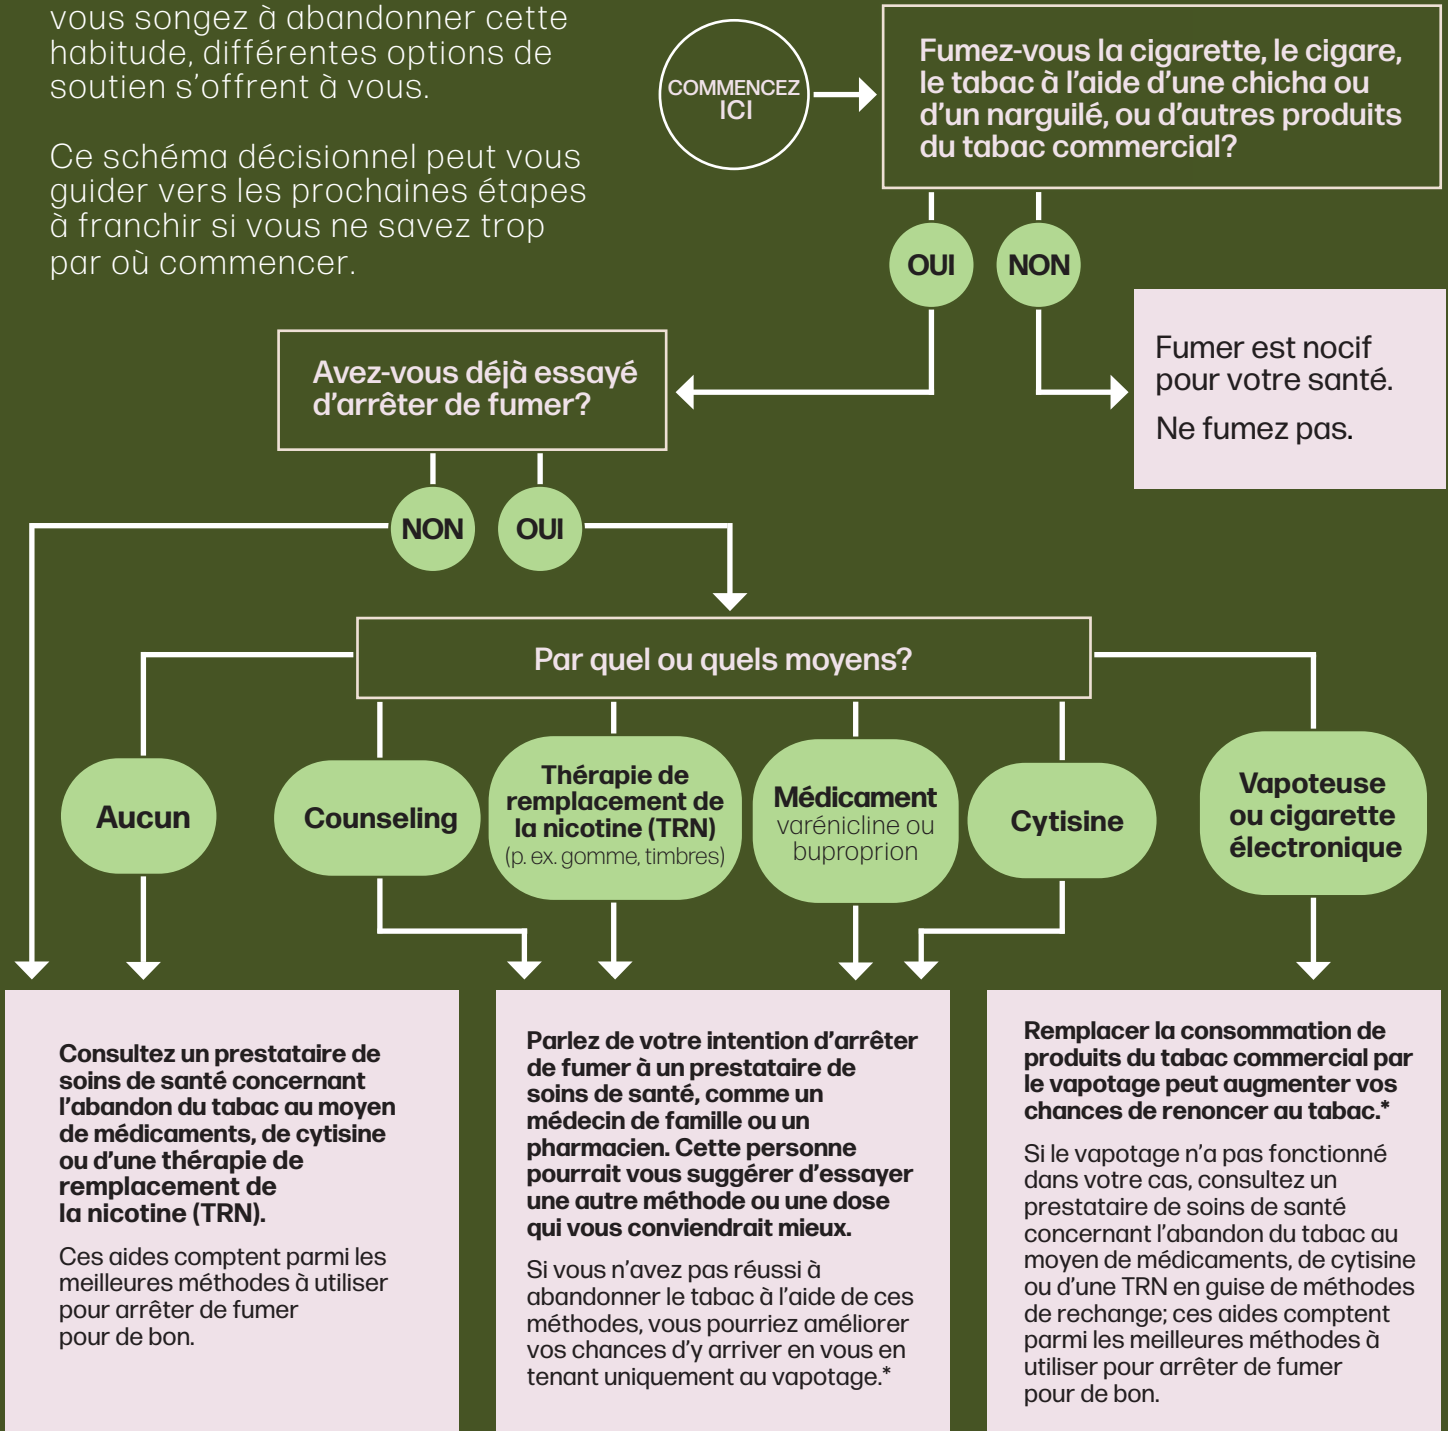 vous songez à abandonner cette
habitude, différentes options de
soutien s'offrent à vous.
Ce schéma décisionnel peut vous
guider vers les prochaines étapes
à franchir si vous ne savez trop
par où commencer.
COMMENCEZ
ICI
Fumez-vous la cigarette, le cigare,
le tabac à l'aide d'une chicha ou
d'un narguilé, ou d'autres produits
du tabac commercial?
OUI
NON
Fumer est nocif
pour votre santé.
Ne fumez pas.
Avez-vous déjà essayé
d'arrêter de fumer?
NON
OUI
Par quel ou quels moyens?
Aucun
Counseling
Thérapie de
remplacement de
la nicotine (TRN)
(p. ex. gomme, timbres)
Médicament
varénicline ou
buproprion
Cytisine
Vapoteuse
ou cigarette
électronique
Consultez un prestataire de
soins de santé concernant
l'abandon du tabac au moyen
de médicaments, de cytisine
ou d'une thérapie de
remplacement de
la nicotine (TRN).
Ces aides comptent parmi les
meilleures méthodes à utiliser
pour arrêter de fumer
pour de bon.
Parlez de votre intention d'arrêter
de fumer à un prestataire de
soins de santé, comme un
médecin de famille ou un
pharmacien. Cette personne
pourrait vous suggérer d'essayer
une autre méthode ou une dose
qui vous conviendrait mieux.
Si vous n'avez pas réussi à
abandonner le tabac à l'aide de ces
méthodes, vous pourriez améliorer
vos chances d'y arriver en vous en
tenant uniquement au vapotage.*
Remplacer la consommation de
produits du tabac commercial par
le vapotage peut augmenter vos
chances de renoncer au tabac.*
Si le vapotage n'a pas fonctionné
dans votre cas, consultez un
prestataire de soins de santé
concernant l'abandon du tabac au
moyen de médicaments, de cytisine
ou d'une TRN en guise de méthodes
de rechange; ces aides comptent
parmi les meilleures méthodes à
utiliser pour arrêter de fumer
pour de bon.